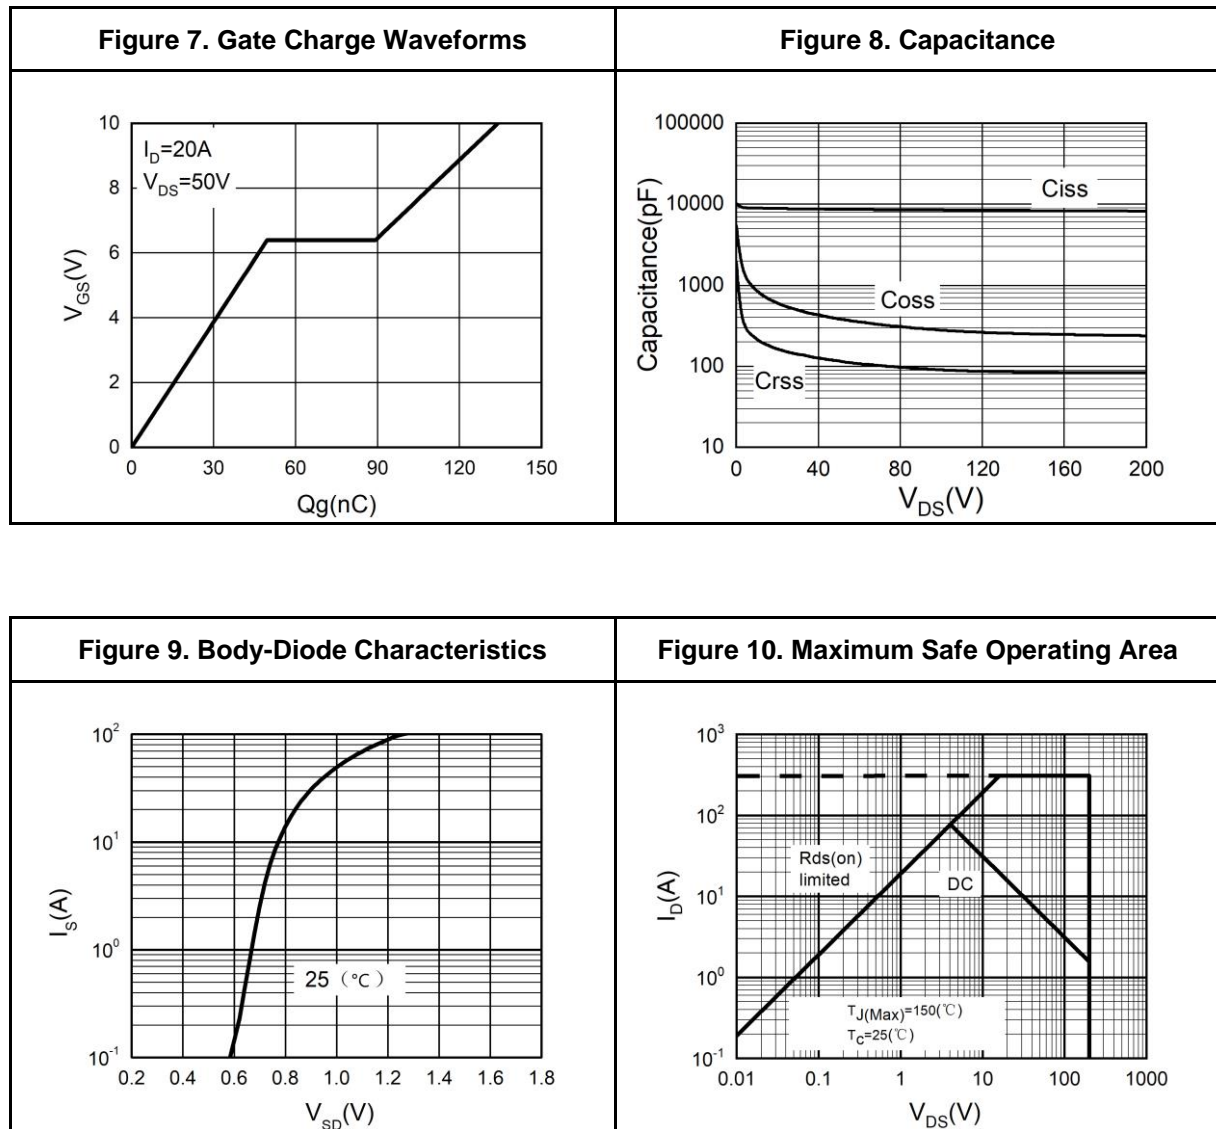 Figure 7. Gate Charge Waveforms
Figure 8. Capacitance
10
8
6
4
2
0
V_GS(V)
I_D=20A
V_DS=50V
0 30 60 90 120 150
Qg(nC)
100000
10000
1000
100
10
Capacitance(pF)
Ciss
Coss
Crss
0 40 80 120 160 200
V_DS(V)
Figure 9. Body-Diode Characteristics
Figure 10. Maximum Safe Operating Area
10^2
10^1
10^0
10^-1
I_S(A)
25（℃）
0.2 0.4 0.6 0.8 1.0 1.2 1.4 1.6 1.8
V_SD(V)
10^3
10^2
10^1
10^0
10^-1
I_D(A)
Rds(on)
limited
DC
T_J(Max)=150(℃)
T_C=25(℃)
0.01 0.1 1 10 100 1000
V_DS(V)